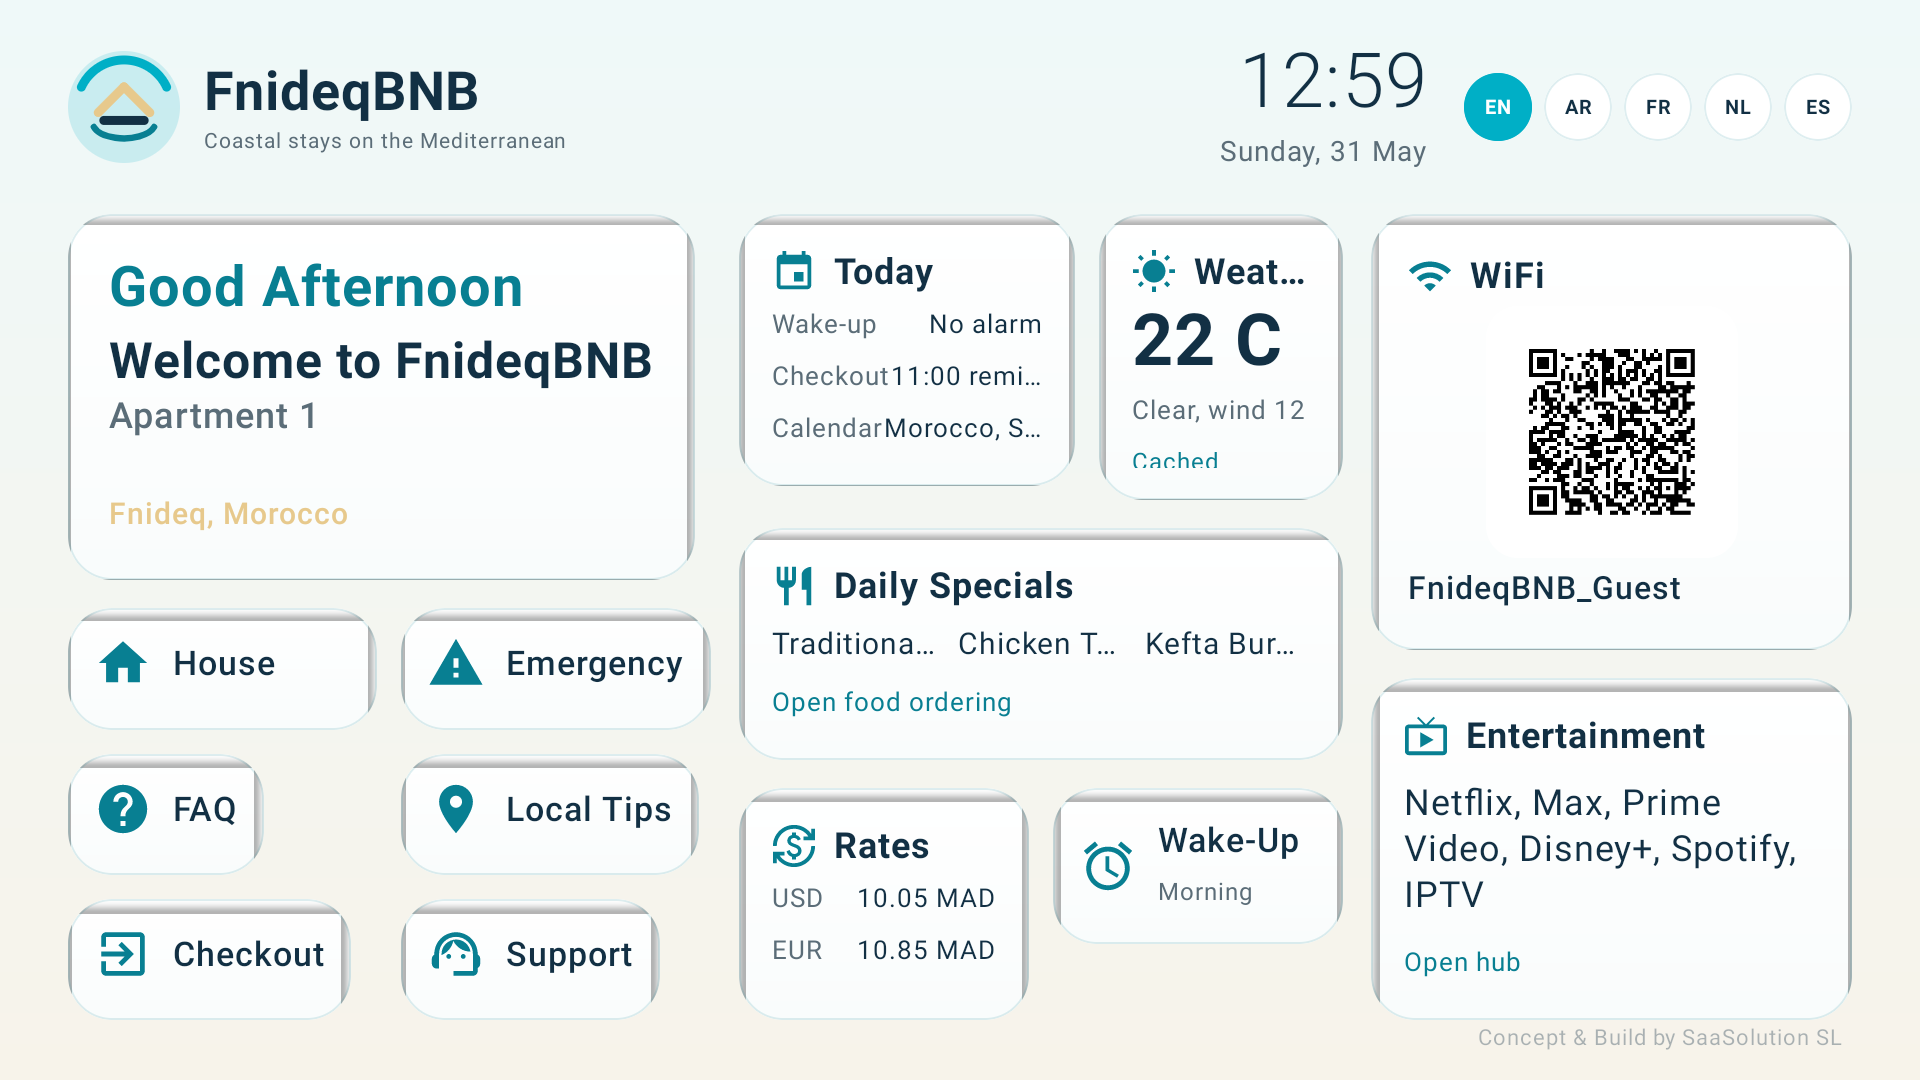 FnideqBNB
Coastal stays on the Mediterranean
12:59
Sunday, 31 May
EN
AR
FR
NL
ES
Good Afternoon
Welcome to FnideqBNB
Apartment 1
Fnideq, Morocco
House
Emergency
FAQ
Local Tips
Checkout
Support
Today
Wake-up No alarm
Checkout 11:00 remi...
Calendar Morocco, S...
Weat...
22 C
Clear, wind 12
Cached
Daily Specials
Traditiona... Chicken T... Kefta Bur...
Open food ordering
Rates
USD 10.05 MAD
EUR 10.85 MAD
Wake-Up
Morning
WiFi
FnideqBNB_Guest
Entertainment
Netflix, Max, Prime
Video, Disney+, Spotify,
IPTV
Open hub
Concept & Build by SaaSolution SL